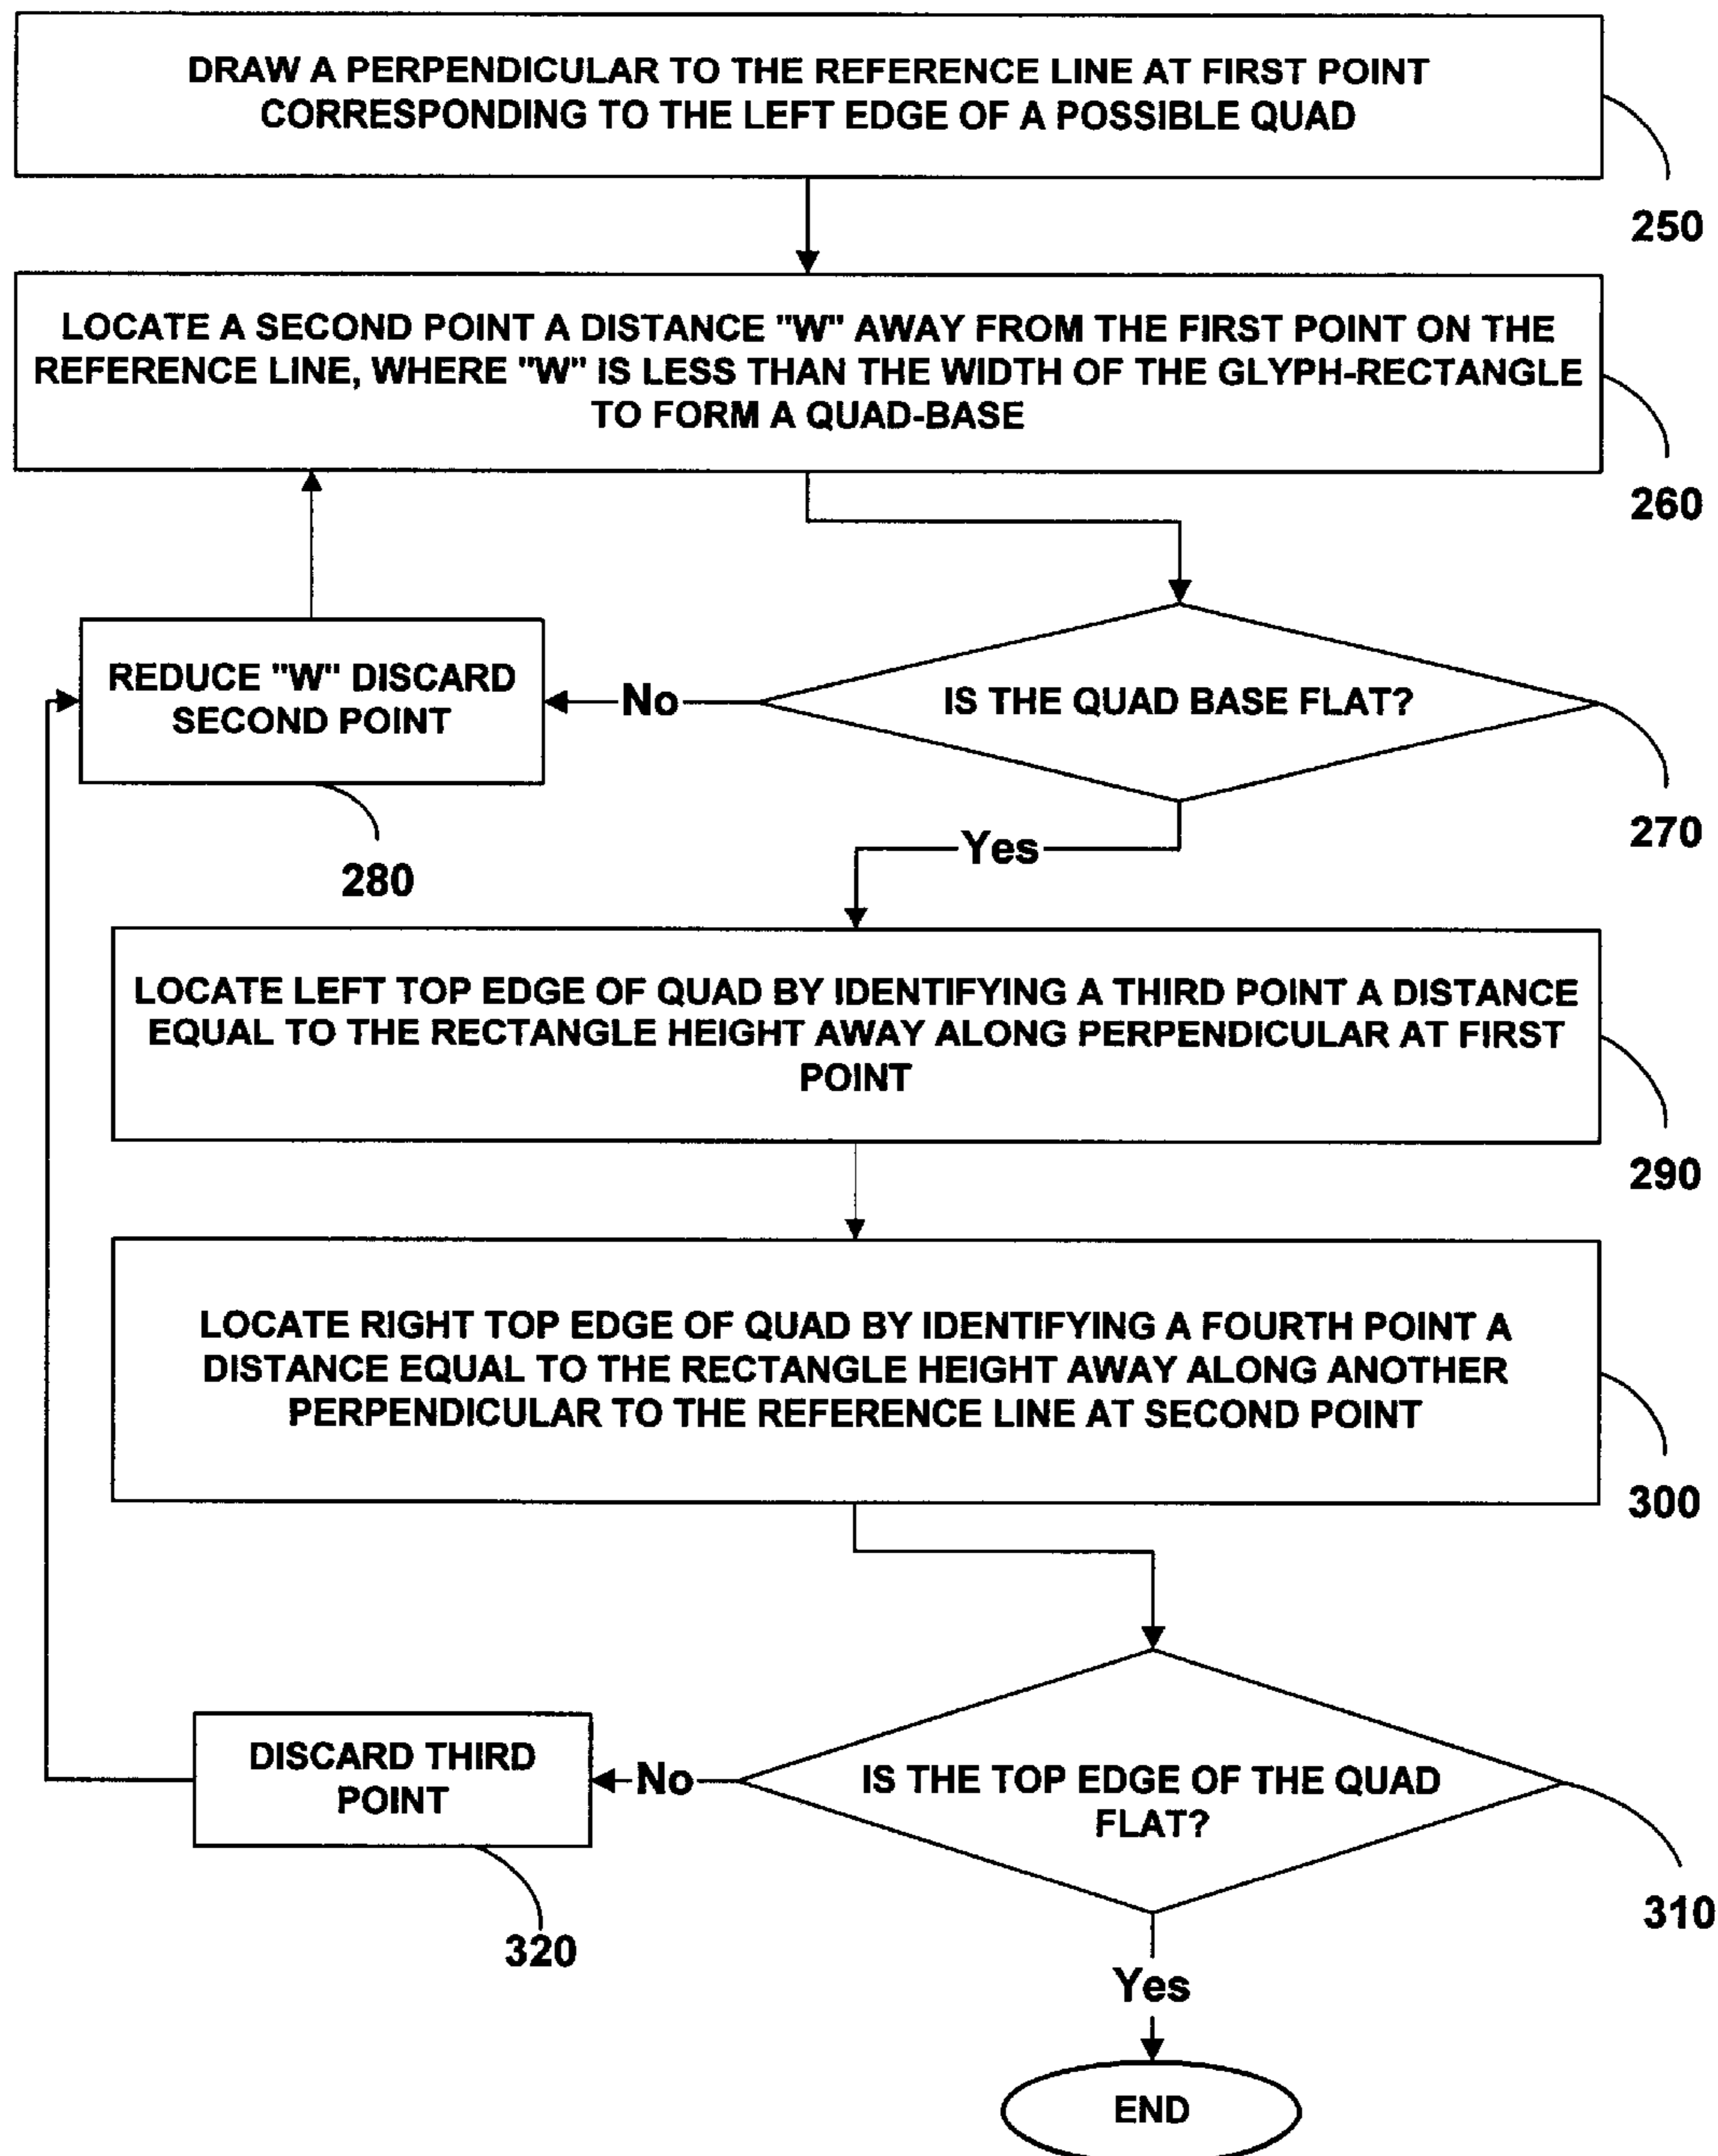 DRAW A PERPENDICULAR TO THE REFERENCE LINE AT FIRST POINT
CORRESPONDING TO THE LEFT EDGE OF A POSSIBLE QUAD
250
LOCATE A SECOND POINT A DISTANCE "W" AWAY FROM THE FIRST POINT ON THE
REFERENCE LINE, WHERE "W" IS LESS THAN THE WIDTH OF THE GLYPH-RECTANGLE
TO FORM A QUAD-BASE
260
REDUCE "W" DISCARD
SECOND POINT
280
No
IS THE QUAD BASE FLAT?
270
Yes
LOCATE LEFT TOP EDGE OF QUAD BY IDENTIFYING A THIRD POINT A DISTANCE
EQUAL TO THE RECTANGLE HEIGHT AWAY ALONG PERPENDICULAR AT FIRST
POINT
290
LOCATE RIGHT TOP EDGE OF QUAD BY IDENTIFYING A FOURTH POINT A
DISTANCE EQUAL TO THE RECTANGLE HEIGHT AWAY ALONG ANOTHER
PERPENDICULAR TO THE REFERENCE LINE AT SECOND POINT
300
DISCARD THIRD
POINT
320
No
IS THE TOP EDGE OF THE QUAD
FLAT?
310
Yes
END